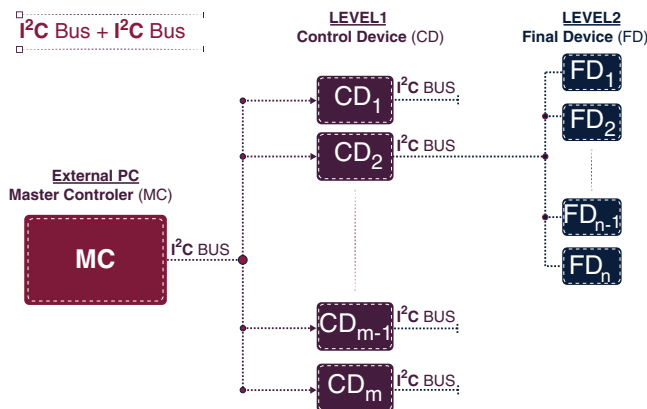 I²C Bus + I²C Bus
LEVEL1
Control Device (CD)
LEVEL2
Final Device (FD)
CD₁
I²C BUS
CD₂
I²C BUS
FD₁
FD₂
External PC
Master Controler (MC)
MC
I²C BUS
FDₙ₋₁
FDₙ
CDₘ₋₁
I²C BUS
CDₘ
I²C BUS